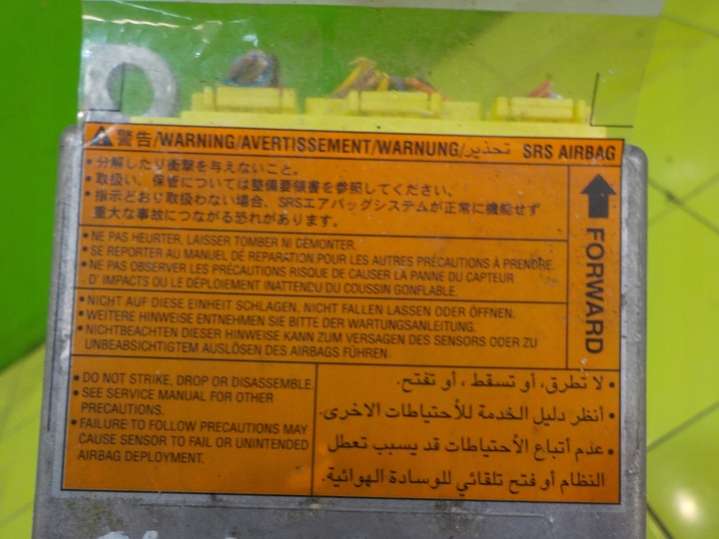 警告/WARNING/AVERTISSEMENT/WARNUNG/تحذير SRS AIRBAG
・分解したり衝撃を与えないこと。
・取扱い、保管については整備要領書を参照してください。
・指示どおり取扱わない場合、SRSエアバッグシステムが正常に機能せず
重大な事故につながる恐れがあります。
FORWARD
• NE PAS HEURTER, LAISSER TOMBER NI DÉMONTER.
• SE REPORTER AU MANUEL DE RÉPARATION POUR LES AUTRES PRÉCAUTIONS À PRENDRE.
• NE PAS OBSERVER LES PRÉCAUTIONS RISQUE DE CAUSER LA PANNE DU CAPTEUR
D' IMPACTS OU LE DÉPLOIEMENT INATTENDU DU COUSSIN GONFLABLE.
• NICHT AUF DIESE EINHEIT SCHLAGEN, NICHT FALLEN LASSEN ODER ÖFFNEN.
• WEITERE HINWEISE ENTNEHMEN SIE BITTE DER WARTUNGSANLEITUNG.
• NICHTBEACHTEN DIESER HINWEISE KANN ZUM VERSAGEN DES SENSORS ODER ZU
UNBEABSICHTIGTEM AUSLÖSEN DES AIRBAGS FÜHREN.
• DO NOT STRIKE, DROP OR DISASSEMBLE.
• SEE SERVICE MANUAL FOR OTHER
PRECAUTIONS.
• FAILURE TO FOLLOW PRECAUTIONS MAY
CAUSE SENSOR TO FAIL OR UNINTENDED
AIRBAG DEPLOYMENT.
• لا تطرق، أو تسقط ، أو تفتح.
• أنظر دليل الخدمة للأحتياطات الاخرى.
• عدم أتباع الأحتياطات قد يسبب تعطل
النظام أو فتح تلقائي للوسادة الهوائية.